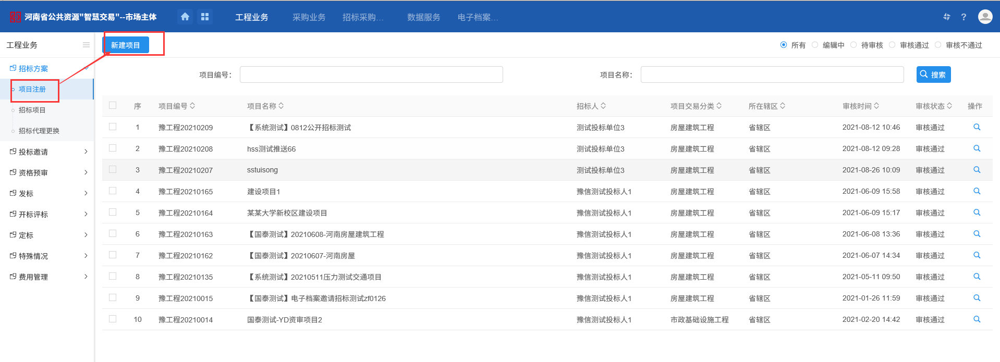 河南省公共资源"智慧交易"--市场主体 工程业务 采购业务 招标采购... 数据服务 电子档案... ?
工程业务
新建项目
所有 编辑中 待审核 审核通过 审核不通过
招标方案
项目注册
招标项目
招标代理更换
投标邀请
资格预审
发标
开标评标
定标
特殊情况
费用管理
项目编号: 项目名称: 搜索
序 项目编号 项目名称 招标人 项目交易分类 所在辖区 审核时间 审核状态 操作
1 豫工程20210209 【系统测试】0812公开招标测试 测试投标单位3 房屋建筑工程 省辖区 2021-08-12 10:46 审核通过
2 豫工程20210208 hss测试推送66 测试投标单位3 房屋建筑工程 省辖区 2021-08-12 09:28 审核通过
3 豫工程20210207 sstuisong 测试投标单位3 房屋建筑工程 省辖区 2021-08-26 10:09 审核通过
4 豫工程20210165 建设项目1 豫信测试投标人1 房屋建筑工程 省辖区 2021-06-09 15:58 审核通过
5 豫工程20210164 某某大学新校区建设项目 豫信测试投标人1 房屋建筑工程 省辖区 2021-06-09 15:17 审核通过
6 豫工程20210163 【国泰测试】20210608-河南房屋建筑工程 豫信测试投标人1 房屋建筑工程 省辖区 2021-06-08 13:36 审核通过
7 豫工程20210162 【国泰测试】20210607-河南房屋 豫信测试投标人1 房屋建筑工程 省辖区 2021-06-07 14:34 审核通过
8 豫工程20210135 【系统测试】20210511压力测试交通项目 豫信测试投标人1 房屋建筑工程 省辖区 2021-05-11 09:50 审核通过
9 豫工程20210015 【国泰测试】电子档案邀请招标测试zf0126 豫信测试投标人1 房屋建筑工程 省辖区 2021-01-26 11:59 审核通过
10 豫工程20210014 国泰测试-YD资审项目2 豫信测试投标人1 市政基础设施工程 省辖区 2021-02-20 14:42 审核通过